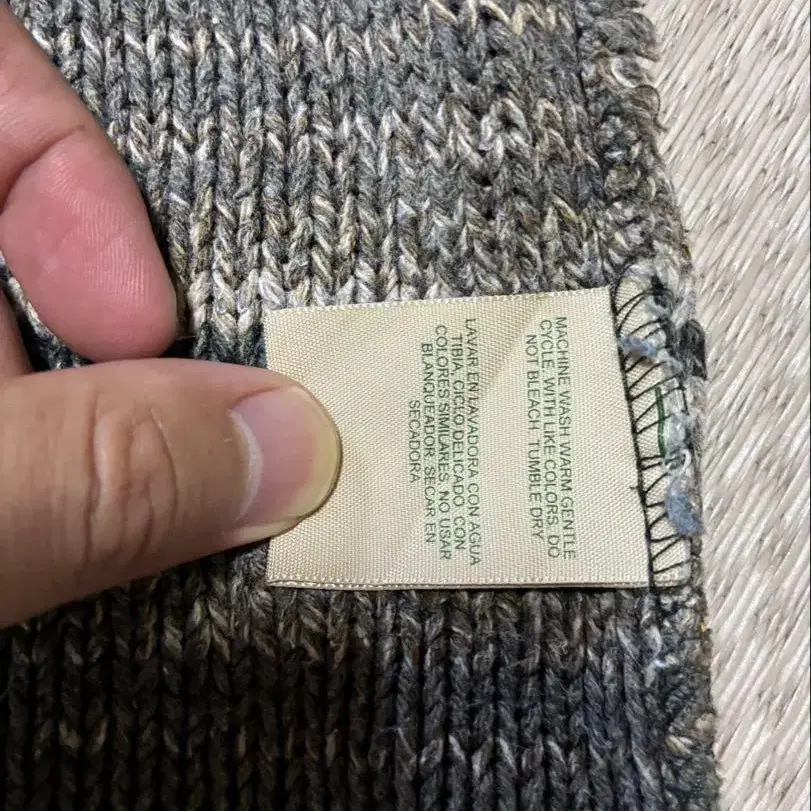 MACHINE WASH WARM GENTLE
CYCLE, WITH LIKE COLORS. DO
NOT BLEACH. TUMBLE DRY
LAVAR EN LAVADORA CON AGUA
TIBIA, CICLO DELICADO, CON
COLORES SIMILARES. NO USAR
BLANQUEADOR. SECAR EN
SECADORA